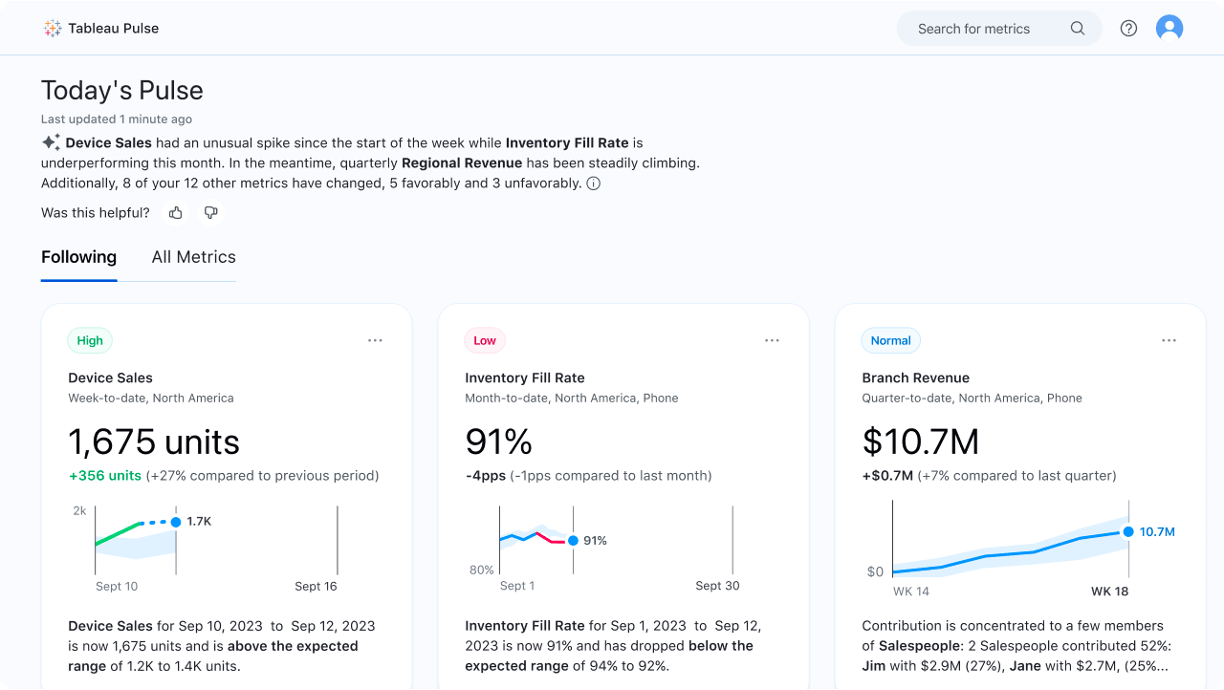 Tableau Pulse
Search for metrics
Today's Pulse
Last updated 1 minute ago
Device Sales had an unusual spike since the start of the week while Inventory Fill Rate is
underperforming this month. In the meantime, quarterly Regional Revenue has been steadily climbing.
Additionally, 8 of your 12 other metrics have changed, 5 favorably and 3 unfavorably.
Was this helpful?
Following
All Metrics
High
Device Sales
Week-to-date, North America
1,675 units
+356 units (+27% compared to previous period)
2k
1.7K
Sept 10
Sept 16
Device Sales for Sep 10, 2023 to Sep 12, 2023
is now 1,675 units and is above the expected
range of 1.2K to 1.4K units.
Low
Inventory Fill Rate
Month-to-date, North America, Phone
91%
-4pps (-1pps compared to last month)
91%
80%
Sept 1
Sept 30
Inventory Fill Rate for Sep 1, 2023 to Sep 12,
2023 is now 91% and has dropped below the
expected range of 94% to 92%.
Normal
Branch Revenue
Quarter-to-date, North America, Phone
$10.7M
+$0.7M (+7% compared to last quarter)
10.7M
$0
WK 14
WK 18
Contribution is concentrated to a few members
of Salespeople: 2 Salespeople contributed 52%:
Jim with $2.9M (27%), Jane with $2.7M, (25%...